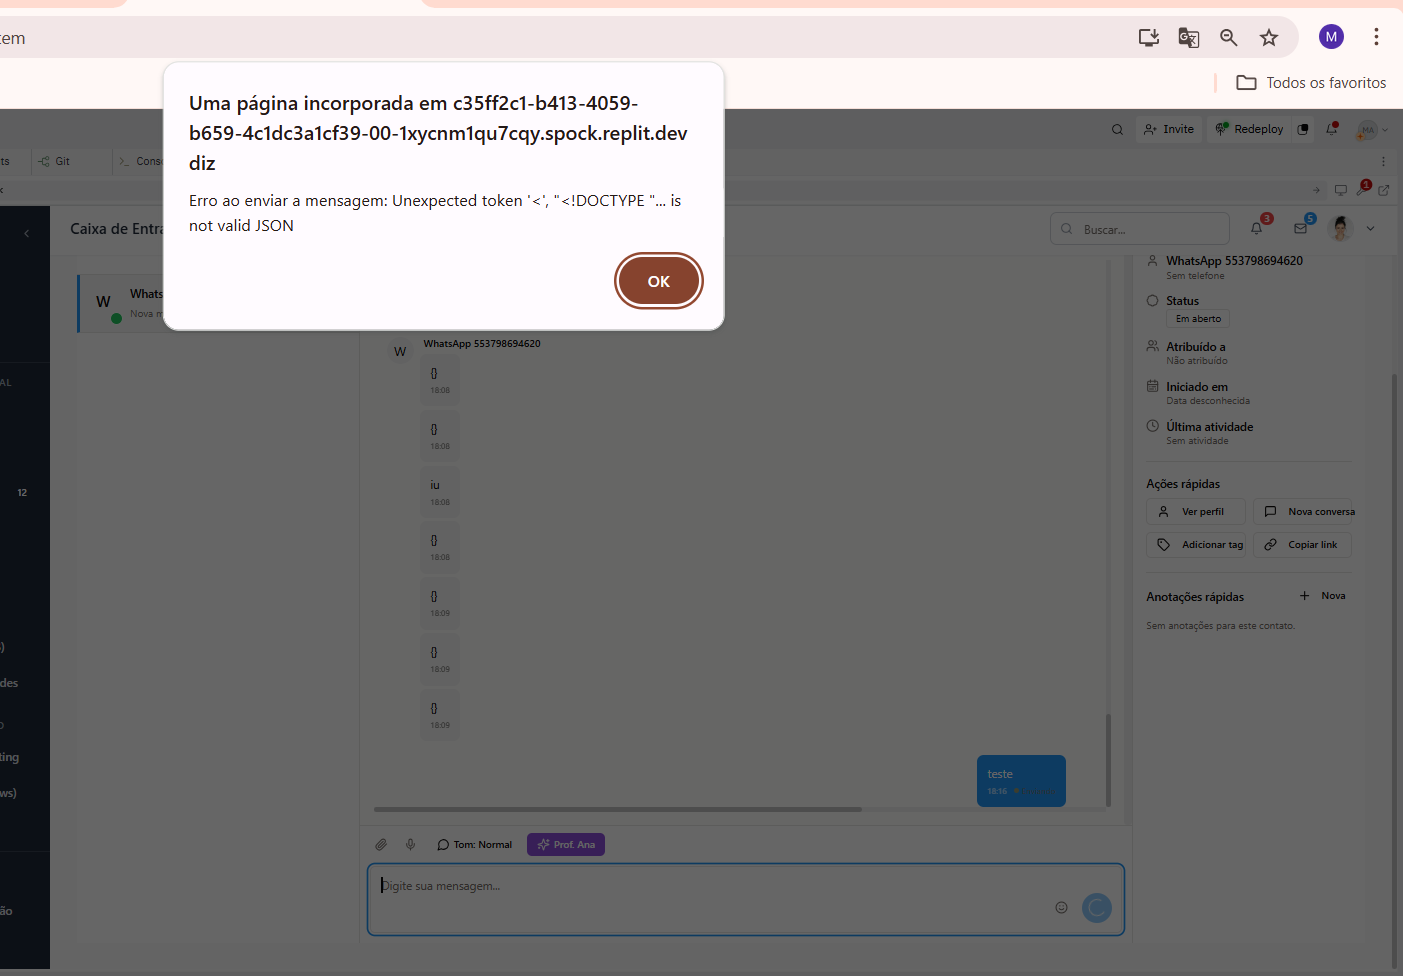 tem
M
Todos os favoritos
Uma página incorporada em c35ff2c1-b413-4059-
b659-4c1dc3a1cf39-00-1xycnm1qu7cqy.spock.replit.dev
diz
Erro ao enviar a mensagem: Unexpected token '<', "<!DOCTYPE "... is
not valid JSON
OK
Invite
Redeploy
MA
ts
Git
Conso
1
Caixa de Entra
Buscar...
3
5
W
Whats
Nova m
AL
12
)
des
O
ting
ws)
ão
W
WhatsApp 553798694620
{}
18:08
{}
18:08
iu
18:08
{}
18:08
{}
18:09
{}
18:09
{}
18:09
teste
18:16
Tom: Normal
Prof. Ana
Digite sua mensagem...
WhatsApp 553798694620
Sem telefone
Status
Em aberto
Atribuído a
Não atribuído
Iniciado em
Data desconhecida
Última atividade
Sem atividade
Ações rápidas
Ver perfil
Nova conversa
Adicionar tag
Copiar link
Anotações rápidas
+ Nova
Sem anotações para este contato.